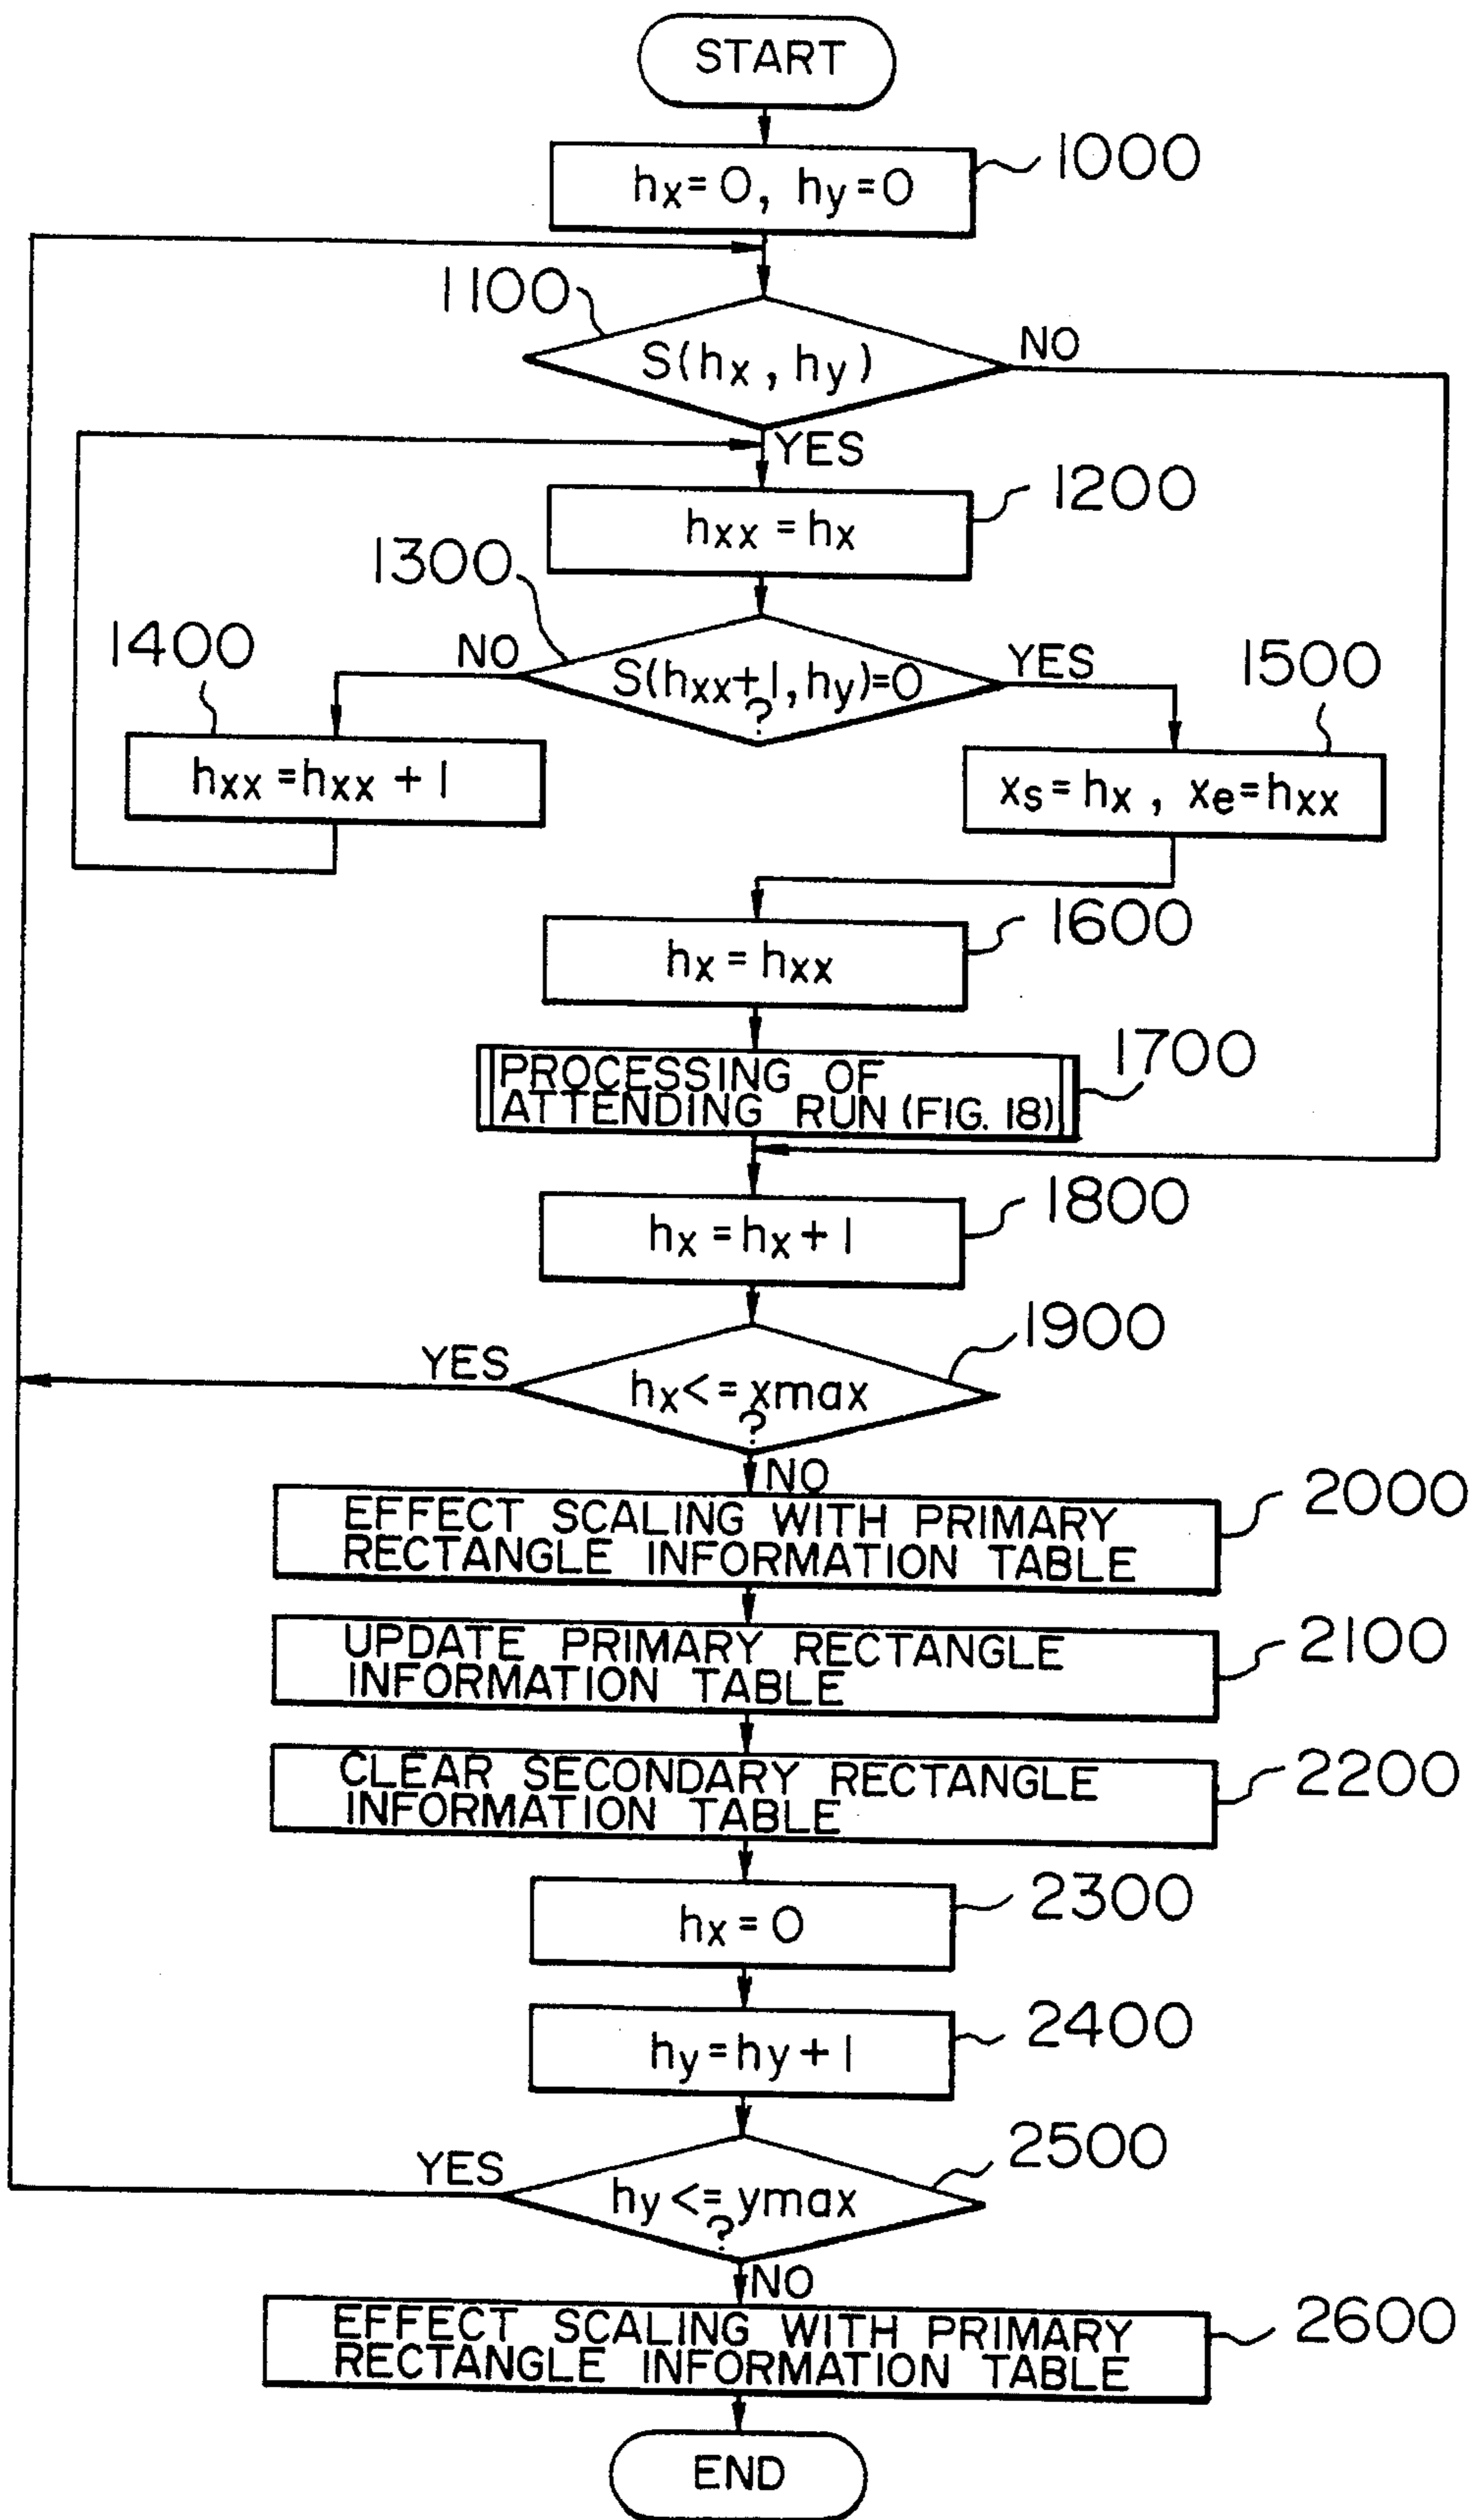 START
hx=0, hy=0
1000
1100
S(hx, hy)
NO
YES
hxx=hx
1200
1300
NO
S(hxx+1, hy)=0
?
YES
1400
hxx=hxx+1
1500
xs=hx, xe=hxx
hx=hxx
1600
PROCESSING OF
ATTENDING RUN (FIG. 18)
1700
hx=hx+1
1800
1900
YES
hx<=xmax
?
NO
EFFECT SCALING WITH PRIMARY
RECTANGLE INFORMATION TABLE
2000
UPDATE PRIMARY RECTANGLE
INFORMATION TABLE
2100
CLEAR SECONDARY RECTANGLE
INFORMATION TABLE
2200
hx=0
2300
hy=hy+1
2400
2500
YES
hy<=ymax
?
NO
EFFECT SCALING WITH PRIMARY
RECTANGLE INFORMATION TABLE
2600
END